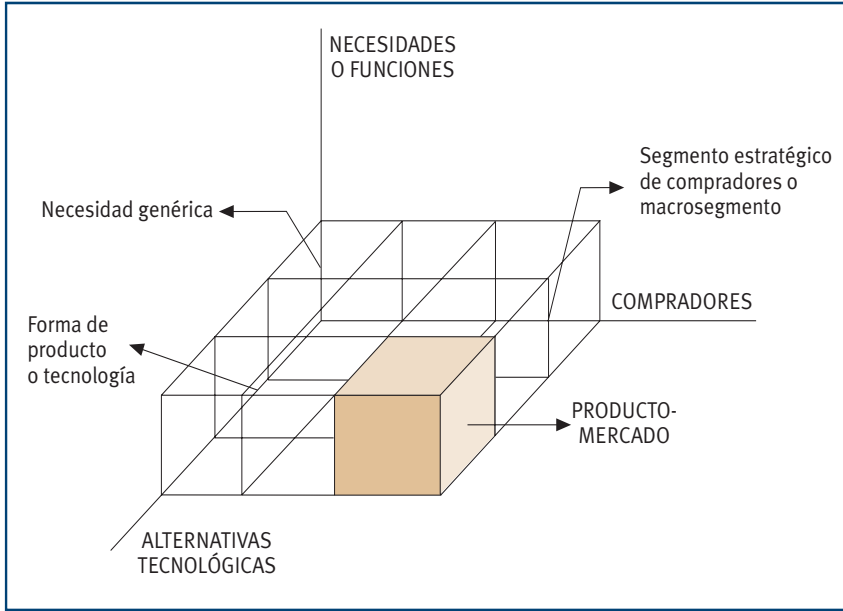 NECESIDADES
O FUNCIONES
Segmento estratégico
de compradores o
macrosegmento
Necesidad genérica
COMPRADORES
Forma de
producto
o tecnología
PRODUCTO-
MERCADO
ALTERNATIVAS
TECNOLÓGICAS